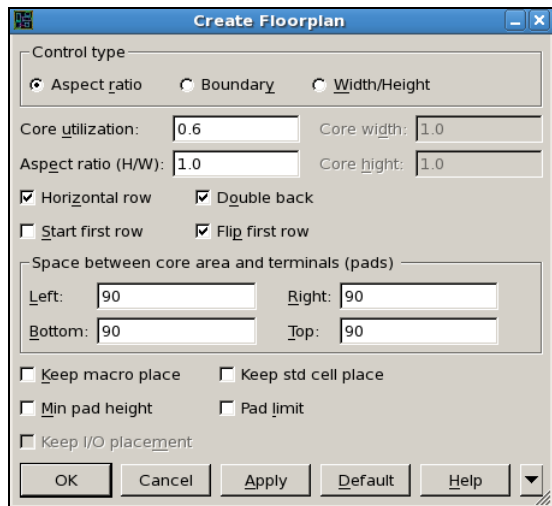 Create Floorplan
Control type
Aspect ratio Boundary Width/Height
Core utilization: 0.6 Core width: 1.0
Aspect ratio (H/W): 1.0 Core hight: 1.0
Horizontal row Double back
Start first row Flip first row
Space between core area and terminals (pads)
Left: 90 Right: 90
Bottom: 90 Top: 90
Keep macro place Keep std cell place
Min pad height Pad limit
Keep I/O placement
OK Cancel Apply Default Help